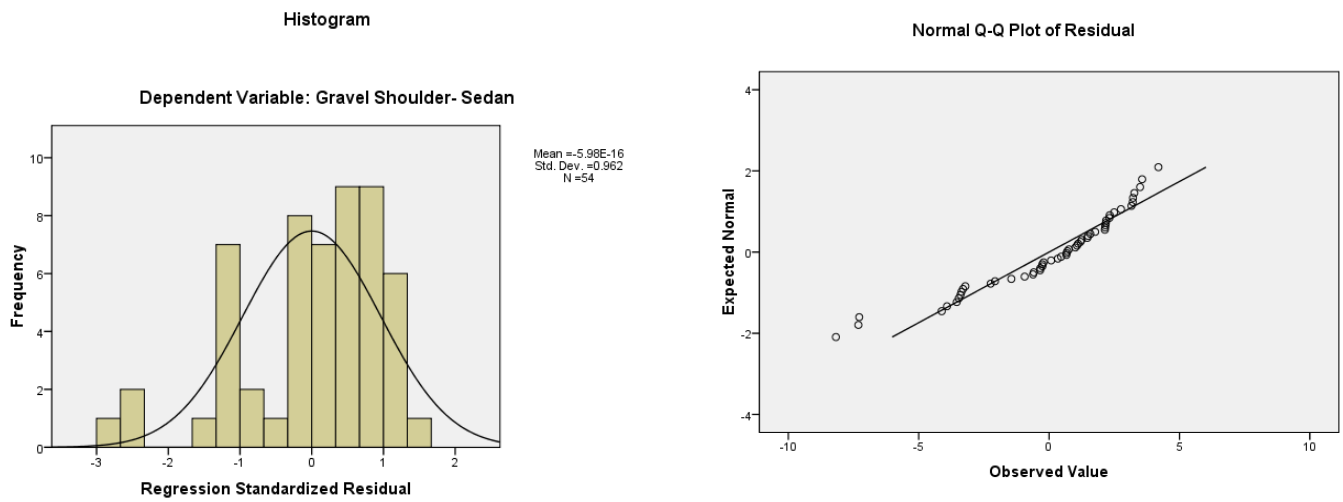 Histogram
Dependent Variable: Gravel Shoulder- Sedan
Mean =-5.98E-16
Std. Dev. =0.962
N =54
10
8
6
4
2
0
Frequency
-3
-2
-1
0
1
2
Regression Standardized Residual
Normal Q-Q Plot of Residual
4
2
0
-2
-4
Expected Normal
-10
-5
0
5
10
Observed Value